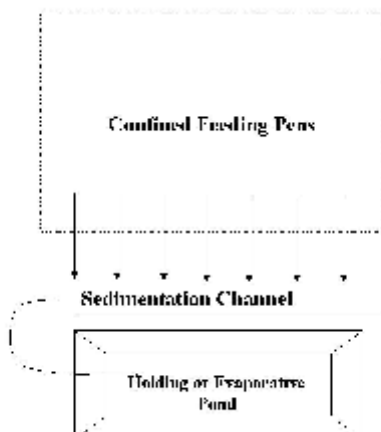 Confined Feeding Pens
Sedimentation Channel
Holding or Evaporative
Pond